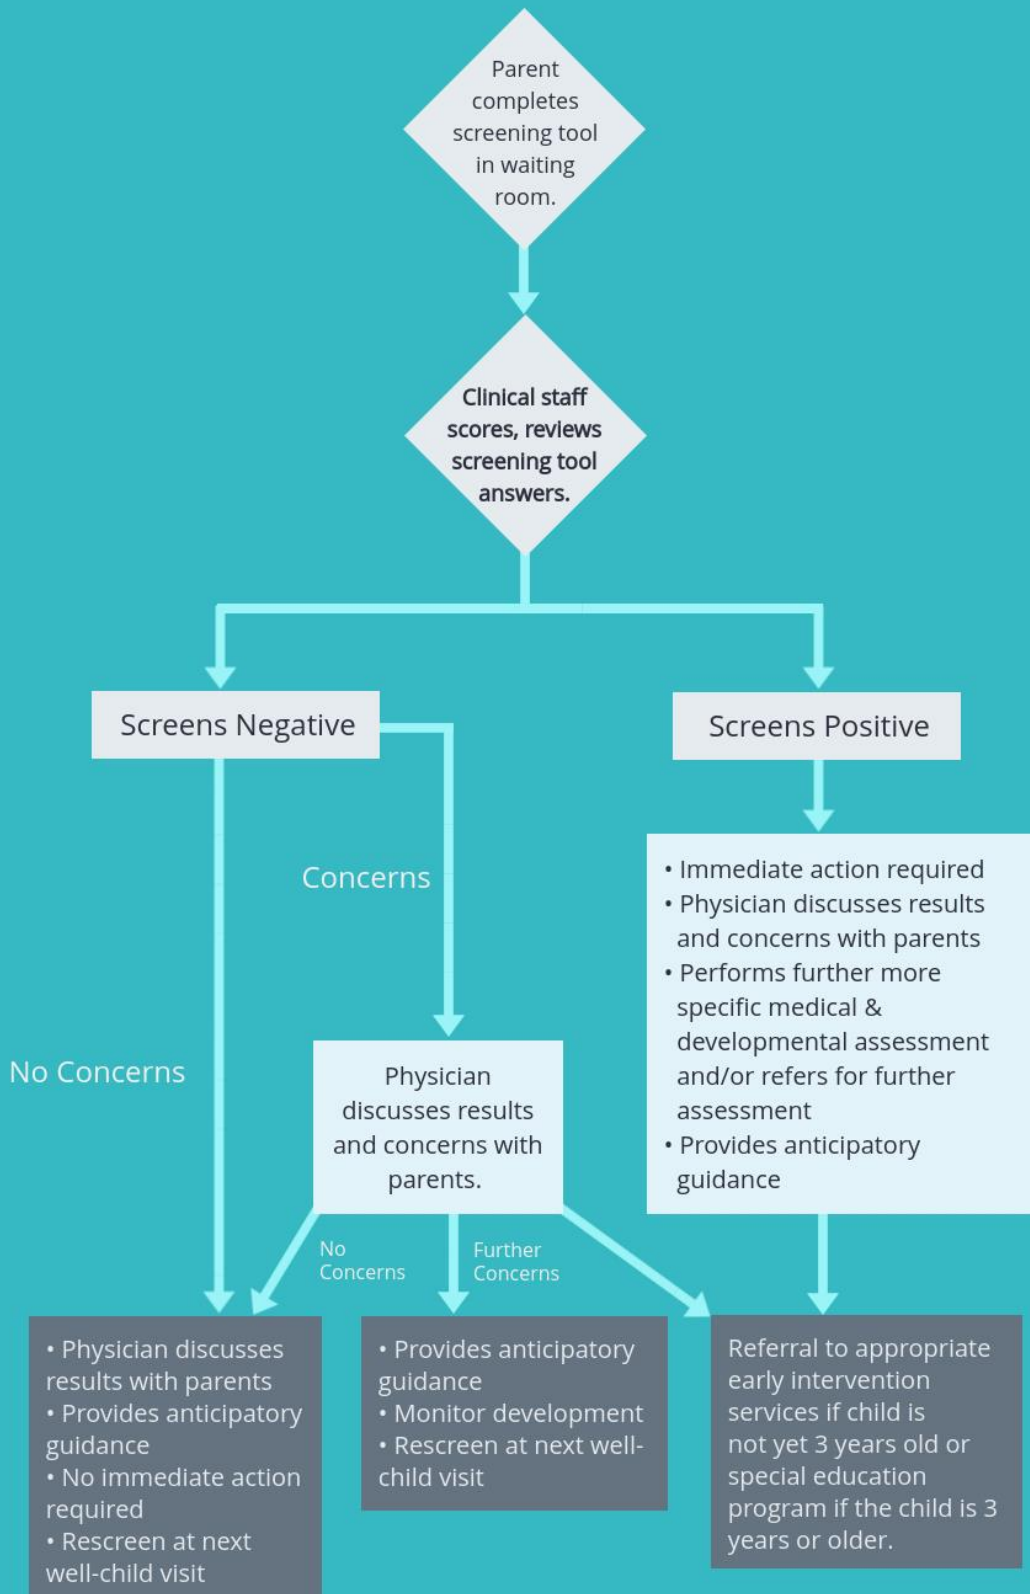 Parent
completes
screening tool
in waiting
room.
Clinical staff
scores, reviews
screening tool
answers.
Screens Negative
Screens Positive
Concerns
No Concerns
• Immediate action required
• Physician discusses results
and concerns with parents
• Performs further more
specific medical &
developmental assessment
and/or refers for further
assessment
• Provides anticipatory
guidance
Physician
discusses results
and concerns with
parents.
No
Concerns
Further
Concerns
• Physician discusses
results with parents
• Provides anticipatory
guidance
• No immediate action
required
• Rescreen at next
well-child visit
• Provides anticipatory
guidance
• Monitor development
• Rescreen at next well-
child visit
Referral to appropriate
early intervention
services if child is
not yet 3 years old or
special education
program if the child is 3
years or older.